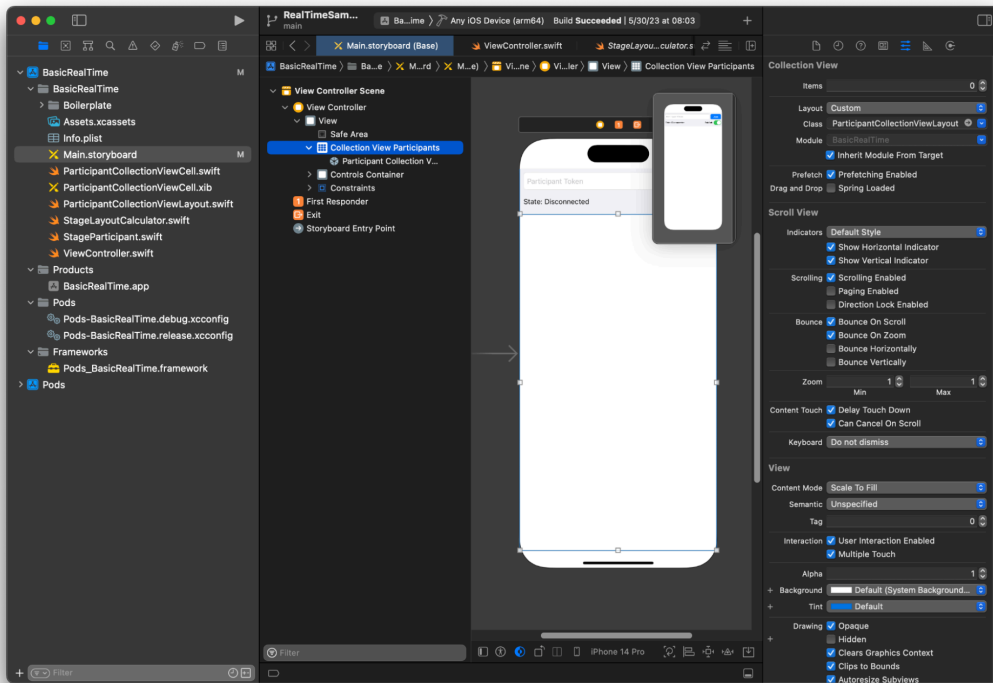 RealTimeSam...
main
Ba...ime 〉 Any iOS Device (arm64)
Build Succeeded | 5/30/23 at 08:03
Main.storyboard (Base)
ViewController.swift
StageLayou...culator.s
BasicRealTime 〉 Ba...e 〉 M...rd 〉 M...e) 〉 Vi...ne 〉 Vi...ler 〉 View 〉 Collection View Participants
BasicRealTime M
BasicRealTime
Boilerplate
Assets.xcassets
Info.plist
Main.storyboard M
ParticipantCollectionViewCell.swift
ParticipantCollectionViewCell.xib
ParticipantCollectionViewLayout.swift
StageLayoutCalculator.swift
StageParticipant.swift
ViewController.swift
Products
BasicRealTime.app
Pods
Pods-BasicRealTime.debug.xcconfig
Pods-BasicRealTime.release.xcconfig
Frameworks
Pods_BasicRealTime.framework
Pods
Filter
View Controller Scene
View Controller
View
Safe Area
Collection View Participants
Participant Collection V...
Controls Container
Constraints
First Responder
Exit
Storyboard Entry Point
Filter
Participant Token
State: Disconnected
iPhone 14 Pro
Collection View
Items 0
Layout Custom
Class ParticipantCollectionViewLayout
Module BasicRealTime
Inherit Module From Target
Prefetch Prefetching Enabled
Drag and Drop Spring Loaded
Scroll View
Indicators Default Style
Show Horizontal Indicator
Show Vertical Indicator
Scrolling Scrolling Enabled
Paging Enabled
Direction Lock Enabled
Bounce Bounce On Scroll
Bounce On Zoom
Bounce Horizontally
Bounce Vertically
Zoom 1 1
Min Max
Content Touch Delay Touch Down
Can Cancel On Scroll
Keyboard Do not dismiss
View
Content Mode Scale To Fill
Semantic Unspecified
Tag 0
Interaction User Interaction Enabled
Multiple Touch
Alpha 1
+ Background Default (System Background...
+ Tint Default
Drawing Opaque
+ Hidden
Clears Graphics Context
Clips to Bounds
Autoresize Subviews